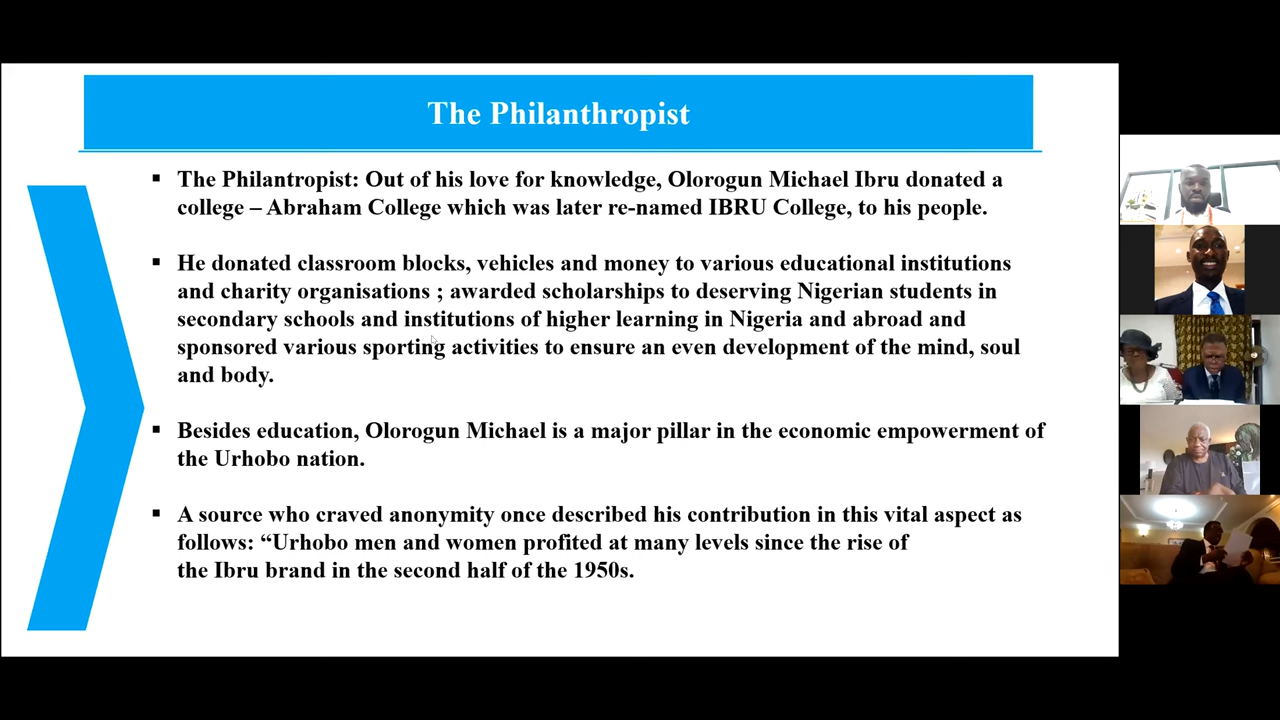 The Philanthropist
▪ The Philantropist: Out of his love for knowledge, Olorogun Michael Ibru donated a
college – Abraham College which was later re-named IBRU College, to his people.
▪ He donated classroom blocks, vehicles and money to various educational institutions
and charity organisations ; awarded scholarships to deserving Nigerian students in
secondary schools and institutions of higher learning in Nigeria and abroad and
sponsored various sporting activities to ensure an even development of the mind, soul
and body.
▪ Besides education, Olorogun Michael is a major pillar in the economic empowerment of
the Urhobo nation.
▪ A source who craved anonymity once described his contribution in this vital aspect as
follows: “Urhobo men and women profited at many levels since the rise of
the Ibru brand in the second half of the 1950s.